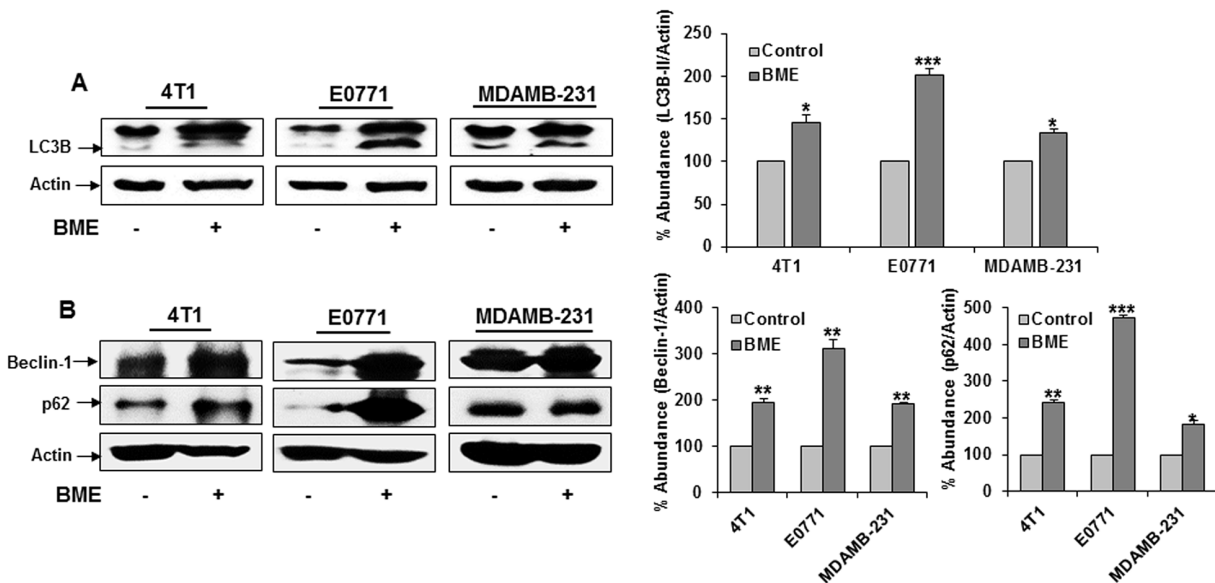 A
4T1 E0771 MDAMB-231
LC3B
Actin
BME - + - + - +
% Abundance (LC3B-II/Actin)
250
200
150
100
50
0
Control
BME
* *** *
4T1 E0771 MDAMB-231
B
4T1 E0771 MDAMB-231
Beclin-1
p62
Actin
BME - + - + - +
% Abundance (Beclin-1/Actin)
400
300
200
100
0
Control
BME
** ** **
4T1 E0771 MDAMB-231
% Abundance (p62/Actin)
500
400
300
200
100
0
Control
BME
** *** *
4T1 E0771 MDAMB-231